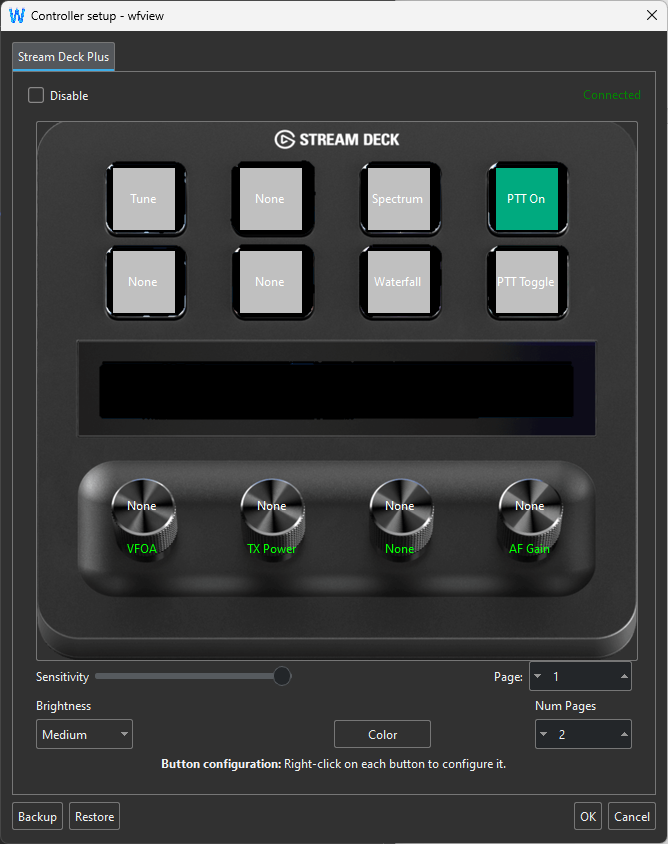 Controller setup - wfview
Stream Deck Plus
Disable
Connected
STREAM DECK
Tune
None
Spectrum
PTT On
None
None
Waterfall
PTT Toggle
None
None
None
None
VFOA
TX Power
None
AF Gain
Sensitivity
Page: 1
Brightness
Num Pages
Medium
Color
2
Button configuration: Right-click on each button to configure it.
Backup
Restore
OK
Cancel